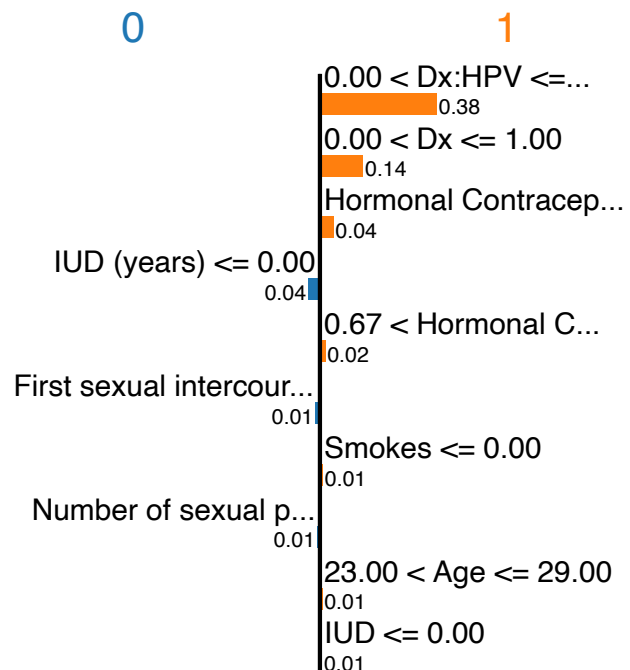 0 1
0.00 < Dx:HPV <=...
0.38
0.00 < Dx <= 1.00
0.14
Hormonal Contracep...
0.04
IUD (years) <= 0.00
0.04
0.67 < Hormonal C...
0.02
First sexual intercour...
0.01
Smokes <= 0.00
0.01
Number of sexual p...
0.01
23.00 < Age <= 29.00
0.01
IUD <= 0.00
0.01